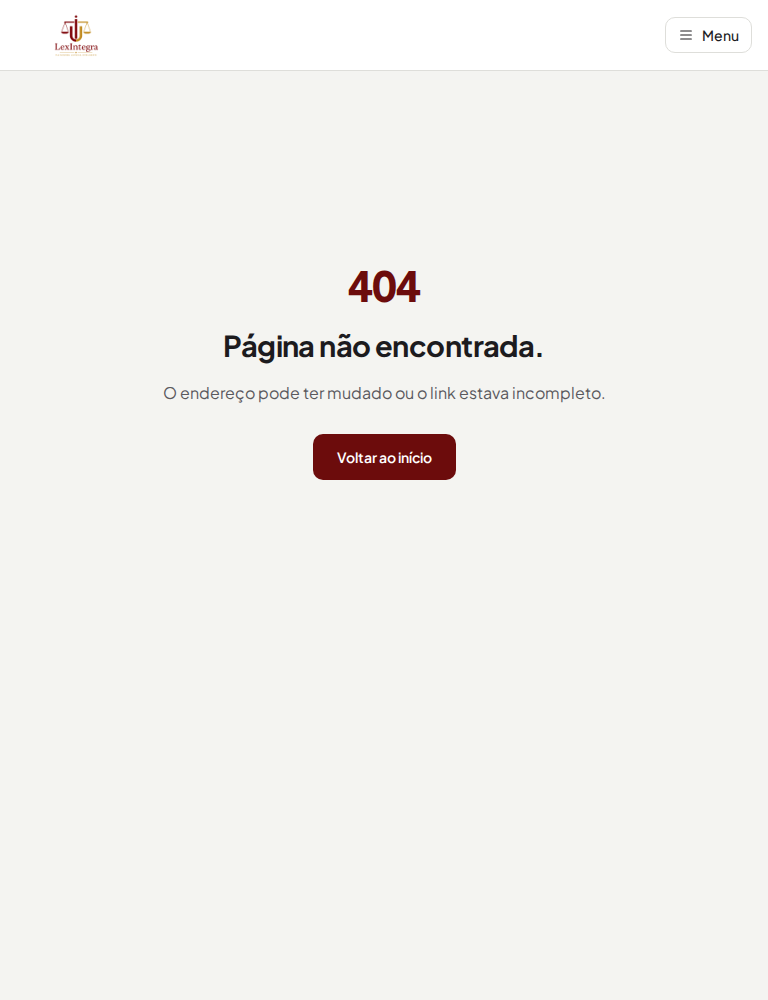 LexIntegra
Menu
404
Página não encontrada.
O endereço pode ter mudado ou o link estava incompleto.
Voltar ao início